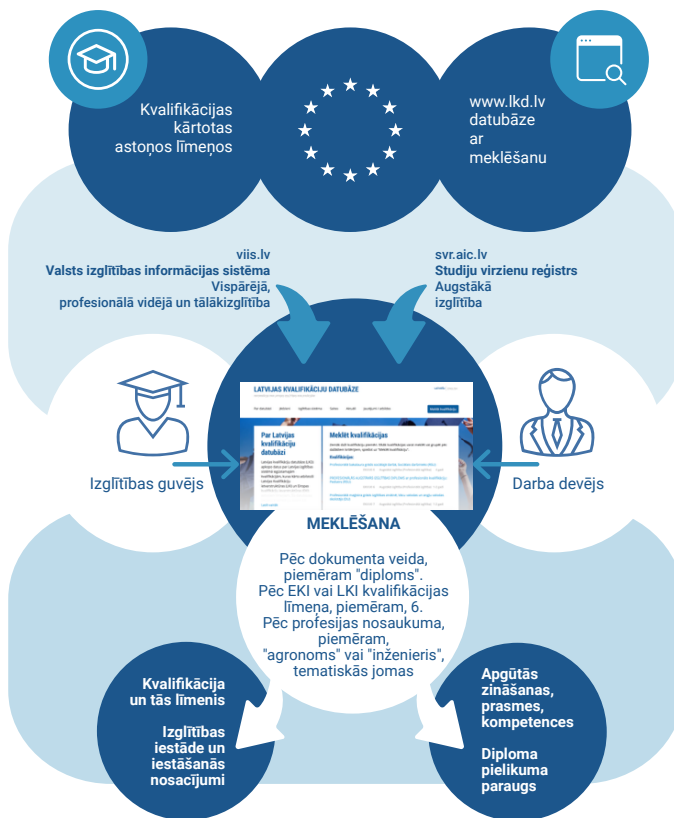 Kvalifikācijas
kārtotas
astoņos līmeņos
www.lkd.lv
datubāze
ar
meklēšanu
viis.lv
Valsts izglītības informācijas sistēma
Vispārējā,
profesionālā vidējā un tālākizglītība
svr.aic.lv
Studiju virzienu reģistrs
Augstākā
izglītība
LATVIJAS KVALIFIKĀCIJU DATUBĀZE
Par Latvijas
kvalifikāciju
datubāzi
Meklēt kvalifikācijas
Izglītības guvējs
Darba devējs
MEKLĒŠANA
Pēc dokumenta veida,
piemēram "diploms".
Pēc EKI vai LKI kvalifikācijas
līmeņa, piemēram, 6.
Pēc profesijas nosaukuma,
piemēram,
"agronoms" vai "inženieris",
tematiskās jomas
Kvalifikācija
un tās līmenis
Izglītības
iestāde un
iestāšanās
nosacījumi
Apgūtās
zināšanas,
prasmes,
kompetences
Diploma
pielikuma
paraugs